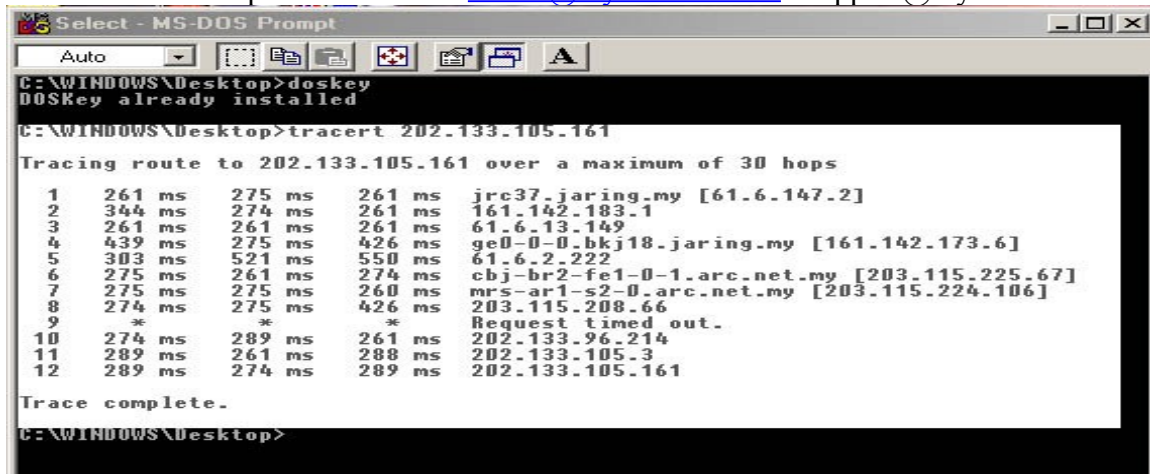 Select - MS-DOS Prompt
Auto
A
C:\WINDOWS\Desktop>doskey
DOSKey already installed
C:\WINDOWS\Desktop>tracert 202.133.105.161
Tracing route to 202.133.105.161 over a maximum of 30 hops
1 261 ms 275 ms 261 ms jrc37.jaring.my [61.6.147.2]
2 344 ms 274 ms 261 ms 161.142.183.1
3 261 ms 261 ms 261 ms 61.6.13.149
4 439 ms 275 ms 426 ms ge0-0-0.bkj18.jaring.my [161.142.173.6]
5 303 ms 521 ms 550 ms 61.6.2.222
6 275 ms 261 ms 274 ms cbj-br2-fe1-0-1.arc.net.my [203.115.225.67]
7 275 ms 275 ms 260 ms mrs-ar1-s2-0.arc.net.my [203.115.224.106]
8 274 ms 275 ms 426 ms 203.115.208.66
9 * * * Request timed out.
10 274 ms 289 ms 261 ms 202.133.96.214
11 289 ms 261 ms 288 ms 202.133.105.3
12 289 ms 274 ms 289 ms 202.133.105.161
Trace complete.
C:\WINDOWS\Desktop>